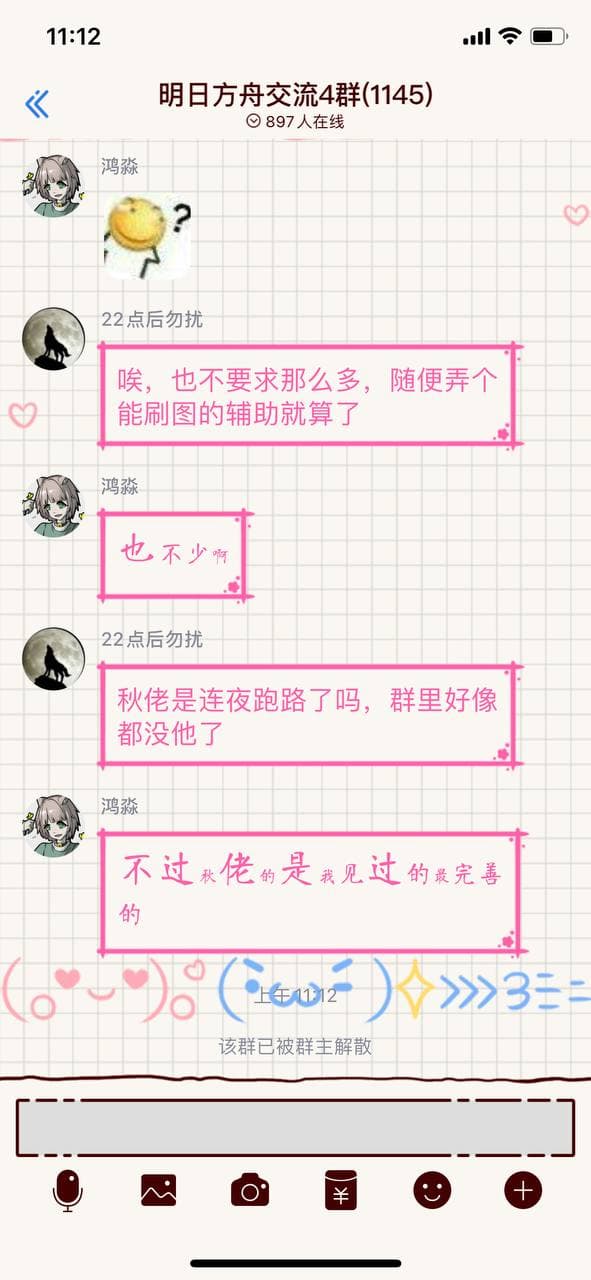 11:12
明日方舟交流4群(1145)
897人在线
鸿淼
?
22点后勿扰
唉，也不要求那么多，随便弄个
能刷图的辅助就算了
鸿淼
也不少啊
22点后勿扰
秋佬是连夜跑路了吗，群里好像
都没他了
鸿淼
不过秋佬的是我见过的最完善
的
上午 11:12
该群已被群主解散